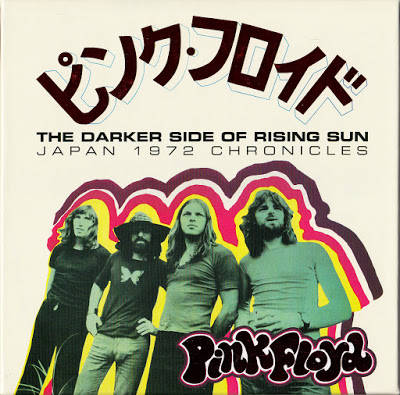 ピンク・フロイド
THE DARKER SIDE OF RISING SUN
JAPAN 1972 CHRONICLES
Pink Floyd